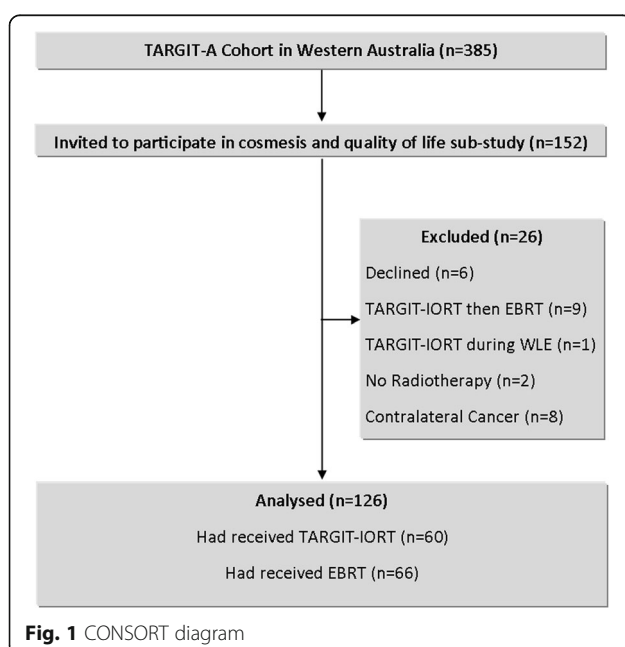 TARGIT-A Cohort in Western Australia (n=385)
Invited to participate in cosmesis and quality of life sub-study (n=152)
Excluded (n=26)
Declined (n=6)
TARGIT-IORT then EBRT (n=9)
TARGIT-IORT during WLE (n=1)
No Radiotherapy (n=2)
Contralateral Cancer (n=8)
Analysed (n=126)
Had received TARGIT-IORT (n=60)
Had received EBRT (n=66)
Fig. 1 CONSORT diagram